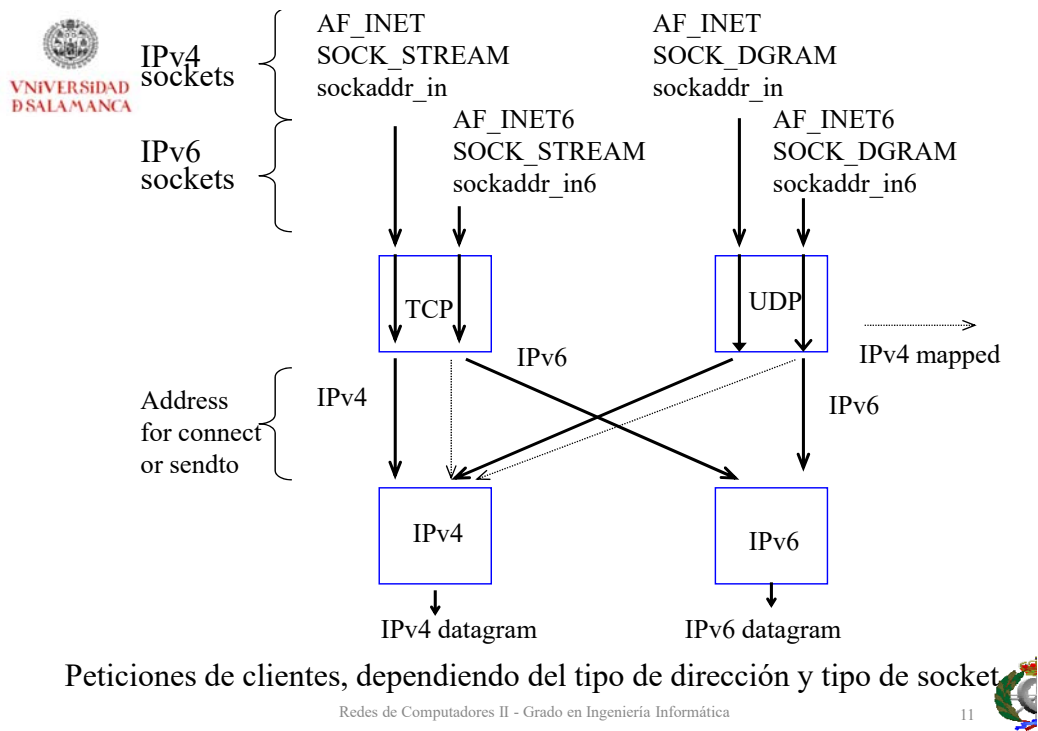 VNiVERSiDAD
Ð SALAMANCA
IPv4
sockets
AF_INET
SOCK_STREAM
sockaddr_in
AF_INET
SOCK_DGRAM
sockaddr_in
IPv6
sockets
AF_INET6
SOCK_STREAM
sockaddr_in6
AF_INET6
SOCK_DGRAM
sockaddr_in6
TCP
UDP
IPv4 mapped
Address
for connect
or sendto
IPv4
IPv6
IPv6
IPv4
IPv6
IPv4 datagram
IPv6 datagram
Peticiones de clientes, dependiendo del tipo de dirección y tipo de socket
Redes de Computadores II - Grado en Ingeniería Informática
11